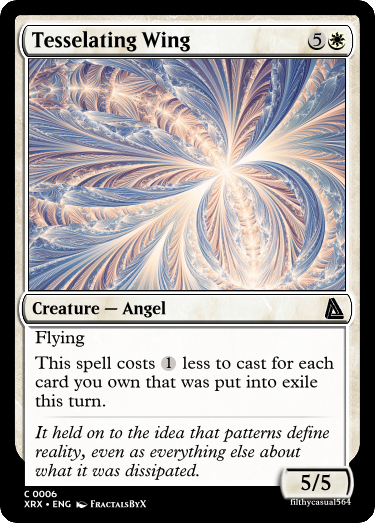 Tesselating Wing 5
Creature — Angel
Flying
This spell costs 1 less to cast for each
card you own that was put into exile
this turn.
It held on to the idea that patterns define
reality, even as everything else about
what it was dissipated.
5/5
C 0006
XRX • ENG FractalsByX
filthycasual564